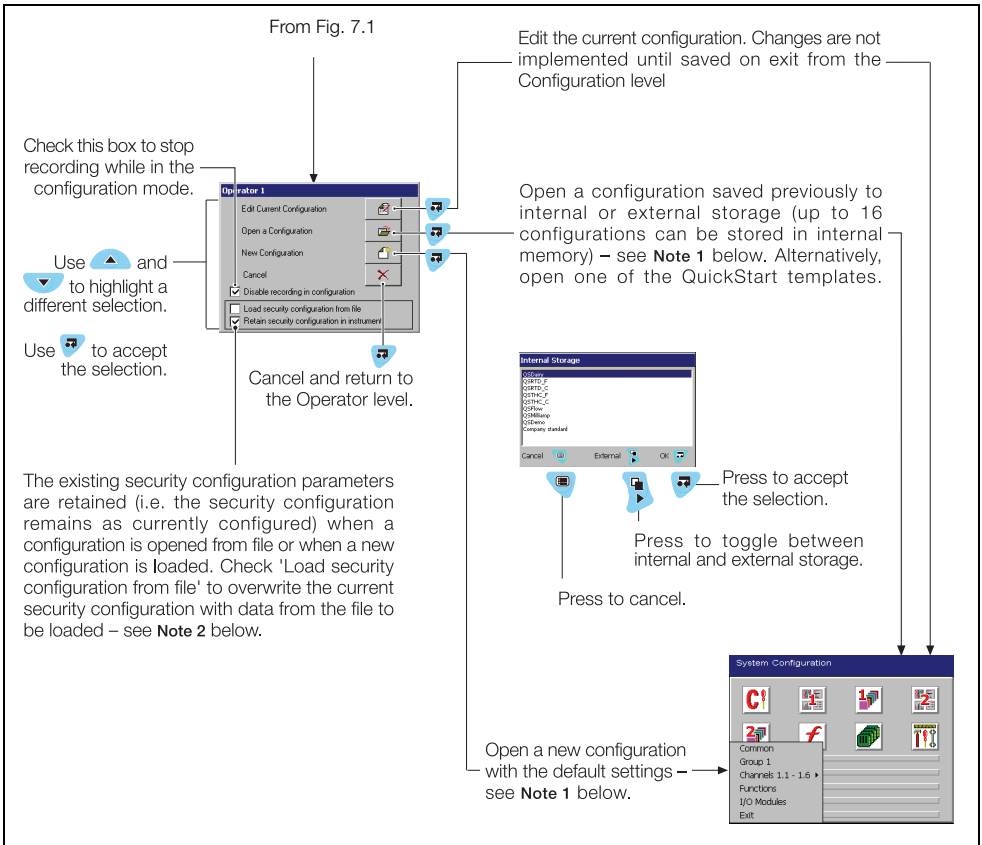 From Fig. 7.1
Edit the current configuration. Changes are not
implemented until saved on exit from the
Configuration level
Check this box to stop
recording while in the
configuration mode.
Operator 1
Edit Current Configuration
Open a Configuration
New Configuration
Cancel
Disable recording in configuration
Load security configuration from file
Retain security configuration in instrument
Open a configuration saved previously to
internal or external storage (up to 16
configurations can be stored in internal
memory) – see Note 1 below. Alternatively,
open one of the QuickStart templates.
Use and
to highlight a
different selection.
Use to accept
the selection.
Cancel and return to
the Operator level.
Internal Storage
QSDairy
QSRTD_F
QSRTD_C
QSTHC_F
QSTHC_C
QSFlow
QSMilliamp
QSDemo
Company standard
Cancel External OK
Press to accept
the selection.
Press to toggle between
internal and external storage.
Press to cancel.
The existing security configuration parameters
are retained (i.e. the security configuration
remains as currently configured) when a
configuration is opened from file or when a new
configuration is loaded. Check 'Load security
configuration from file' to overwrite the current
security configuration with data from the file to
be loaded – see Note 2 below.
System Configuration
C 1 1 2
2 f
Common
Group 1
Channels 1.1 - 1.6
Functions
I/O Modules
Exit
Open a new configuration
with the default settings –
see Note 1 below.